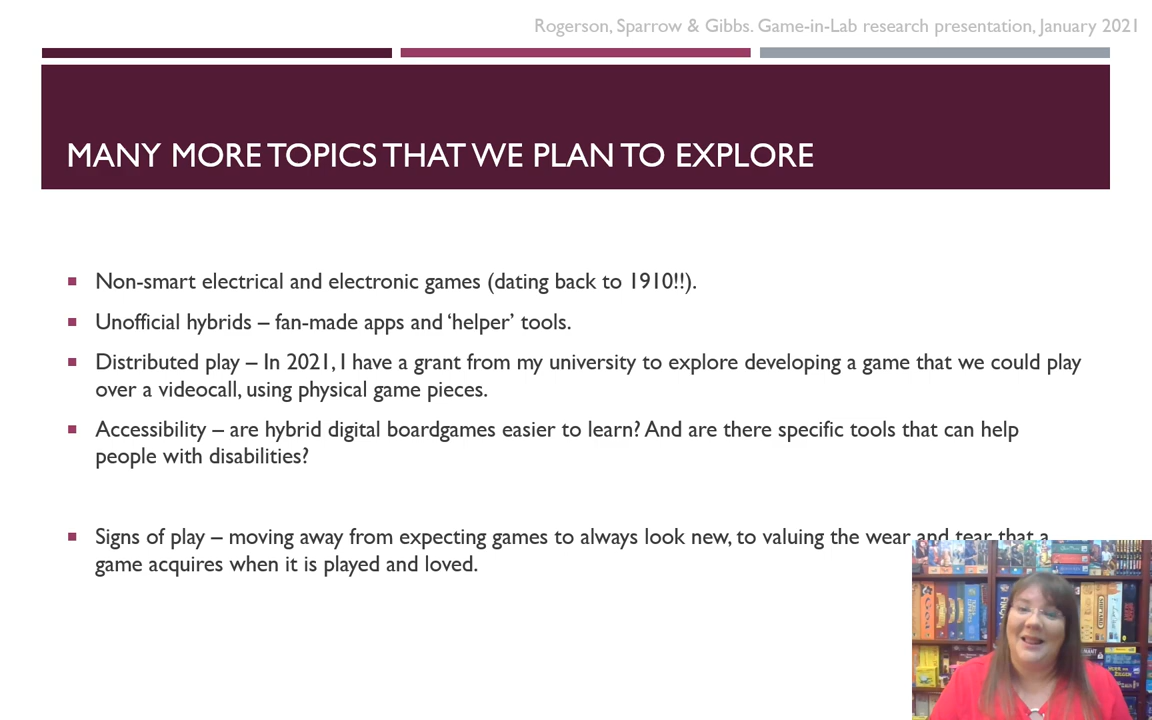 Rogerson, Sparrow & Gibbs. Game-in-Lab research presentation, January 2021
MANY MORE TOPICS THAT WE PLAN TO EXPLORE
Non-smart electrical and electronic games (dating back to 1910!!).
Unofficial hybrids – fan-made apps and ‘helper’ tools.
Distributed play – In 2021, I have a grant from my university to explore developing a game that we could play
over a videocall, using physical game pieces.
Accessibility – are hybrid digital boardgames easier to learn? And are there specific tools that can help
people with disabilities?
Signs of play – moving away from expecting games to always look new, to valuing the wear and tear that a
game acquires when it is played and loved.